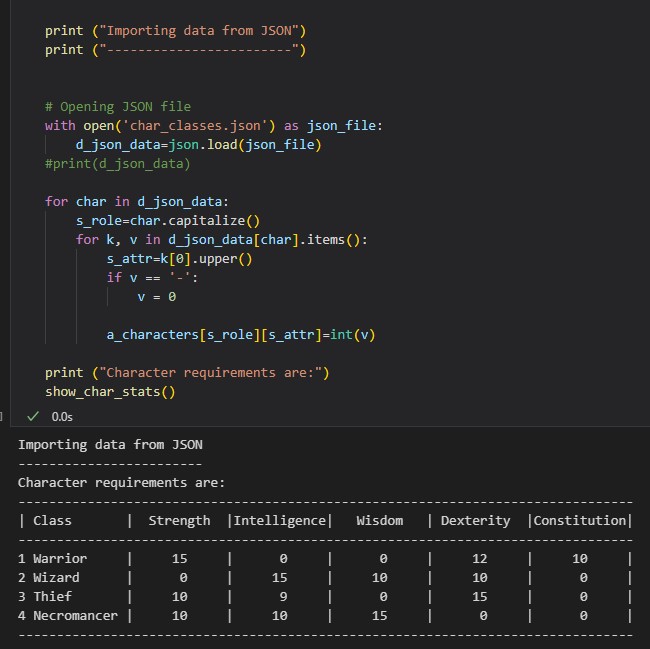 print ("Importing data from JSON")
print ("------------------------")
# Opening JSON file
with open('char_classes.json') as json_file:
    d_json_data=json.load(json_file)
#print(d_json_data)
for char in d_json_data:
    s_role=char.capitalize()
    for k, v in d_json_data[char].items():
        s_attr=k[0].upper()
        if v == '-':
            v = 0
        a_characters[s_role][s_attr]=int(v)
print ("Character requirements are:")
show_char_stats()
] ✓ 0.0s
Importing data from JSON
------------------------
Character requirements are:
--------------------------------------------------------------------------------
| Class       |  Strength  |Intelligence|   Wisdom   | Dexterity  |Constitution|
--------------------------------------------------------------------------------
1 Warrior     |     15     |      0     |      0     |     12     |     10     |
2 Wizard      |      0     |     15     |     10     |     10     |      0     |
3 Thief       |     10     |      9     |      0     |     15     |      0     |
4 Necromancer |     10     |     10     |     15     |      0     |      0     |
--------------------------------------------------------------------------------